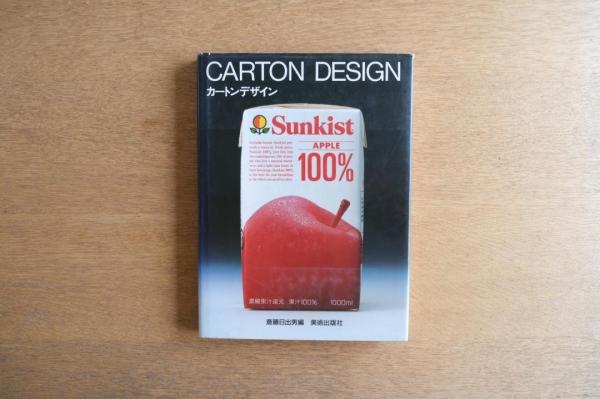 CARTON DESIGN
カートンデザイン
Sunkist
APPLE
100%
濃縮果汁還元 果汁100% 1000ml
斎藤日出男編 美術出版社